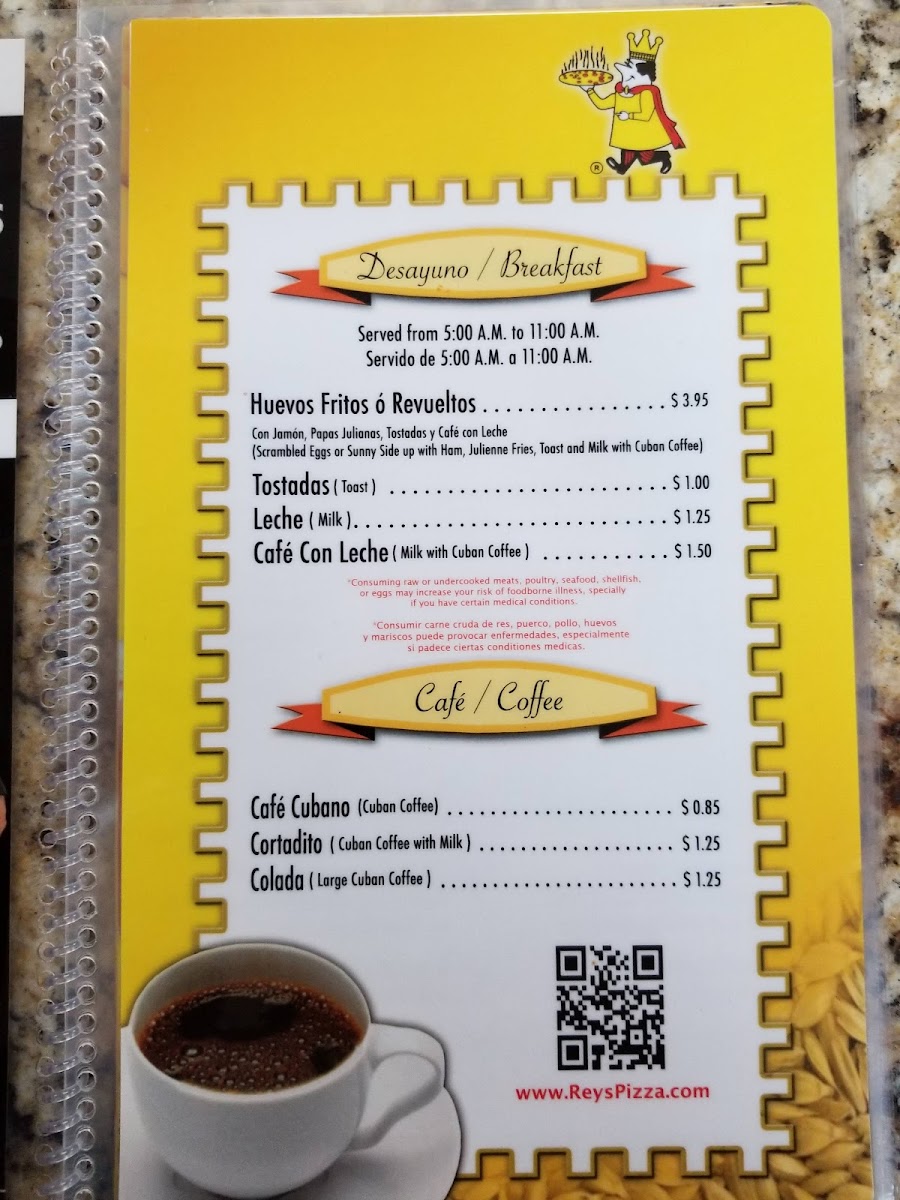 ®
Desayuno / Breakfast
Served from 5:00 A.M. to 11:00 A.M.
Servido de 5:00 A.M. a 11:00 A.M.
Huevos Fritos ó Revueltos . . . . . . . . . . . . . . . . $ 3.95
Con Jamón, Papas Julianas, Tostadas y Café con Leche
(Scrambled Eggs or Sunny Side up with Ham, Julienne Fries, Toast and Milk with Cuban Coffee)
Tostadas ( Toast ) . . . . . . . . . . . . . . . . . . . . . . . . . . . $ 1.00
Leche ( Milk ). . . . . . . . . . . . . . . . . . . . . . . . . . . . . . . $ 1.25
Café Con Leche ( Milk with Cuban Coffee ) . . . . . . . . . . . . $ 1.50
*Consuming raw or undercooked meats, poultry, seafood, shellfish,
or eggs may increase your risk of foodborne illness, specially
if you have certain medical conditions.
*Consumir carne cruda de res, puerco, pollo, huevos
y mariscos puede provocar enfermedades, especialmente
si padece ciertas conditiones medicas.
Café / Coffee
Café Cubano (Cuban Coffee) . . . . . . . . . . . . . . . . . . . . . . $ 0.85
Cortadito ( Cuban Coffee with Milk ) . . . . . . . . . . . . . . . . . . . $ 1.25
Colada ( Large Cuban Coffee ) . . . . . . . . . . . . . . . . . . . . . . . $ 1.25
www.ReysPizza.com